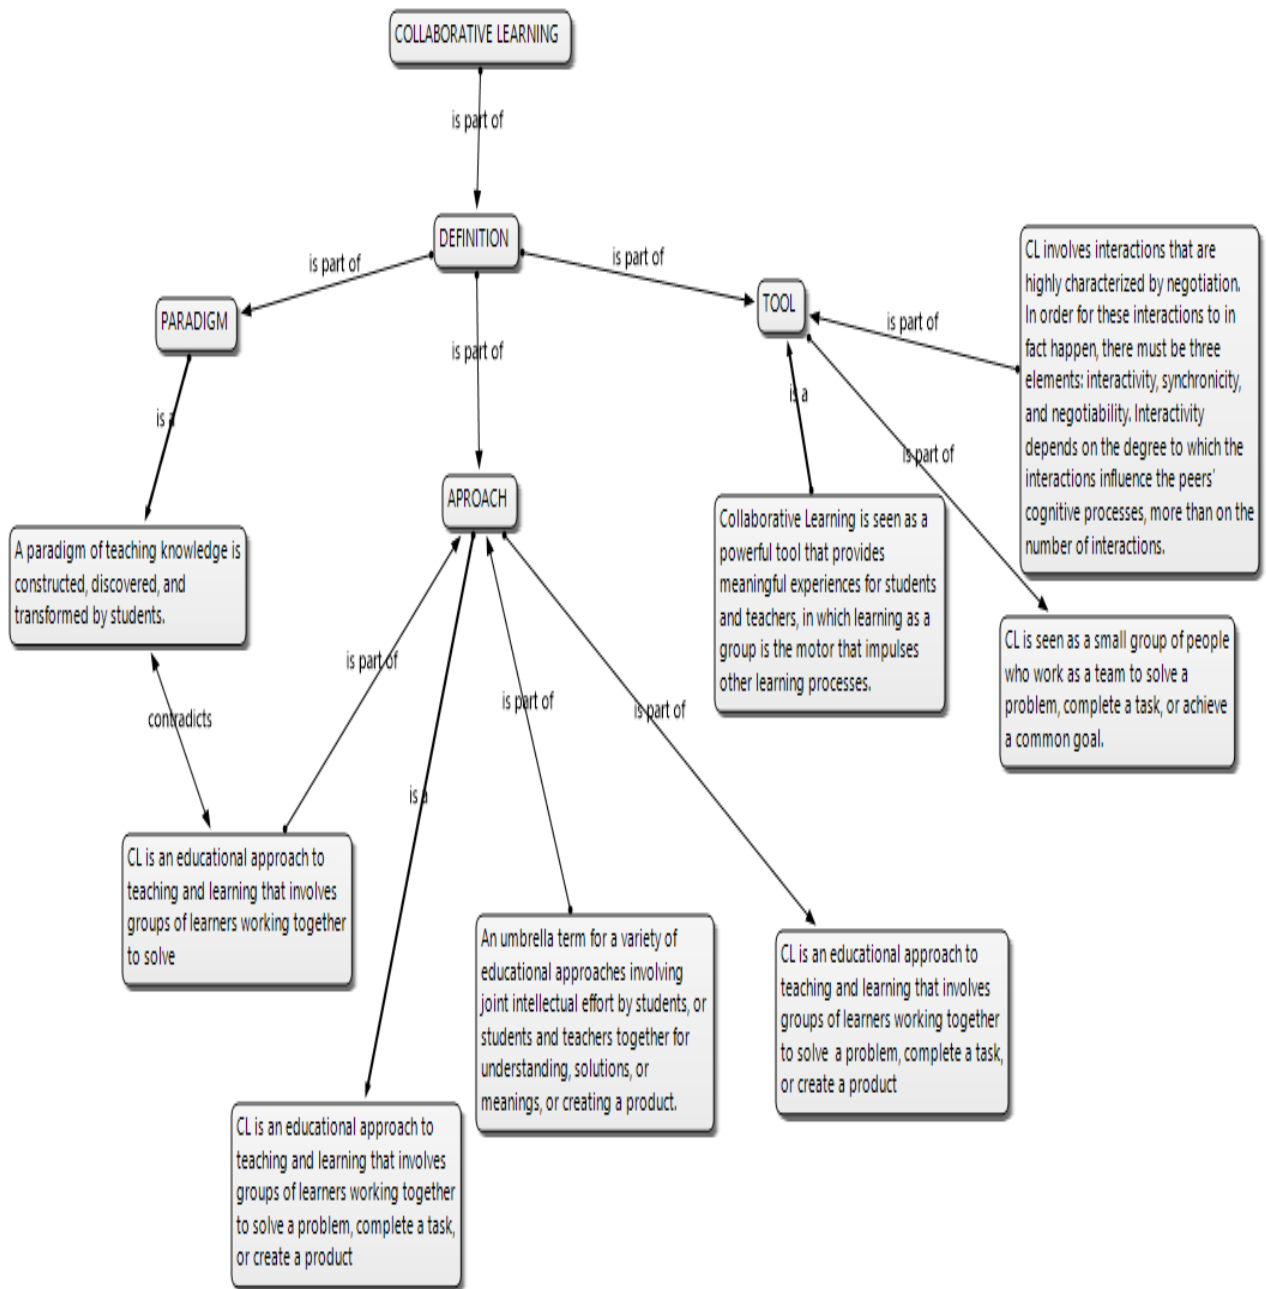 COLLABORATIVE LEARNING
is part of
DEFINITION
is part of
is part of
is part of
PARADIGM
TOOL
is part of
CL involves interactions that are
highly characterized by negotiation.
In order for these interactions to in
fact happen, there must be three
elements: interactivity, synchronicity,
and negotiability. Interactivity
depends on the degree to which the
interactions influence the peers'
cognitive processes, more than on the
number of interactions.
is a
is a
is part of
APROACH
A paradigm of teaching knowledge is
constructed, discovered, and
transformed by students.
Collaborative Learning is seen as a
powerful tool that provides
meaningful experiences for students
and teachers, in which learning as a
group is the motor that impulses
other learning processes.
CL is seen as a small group of people
who work as a team to solve a
problem, complete a task, or achieve
a common goal.
contradicts
is part of
is a
is part of
is part of
CL is an educational approach to
teaching and learning that involves
groups of learners working together
to solve
An umbrella term for a variety of
educational approaches involving
joint intellectual effort by students, or
students and teachers together for
understanding, solutions, or
meanings, or creating a product.
CL is an educational approach to
teaching and learning that involves
groups of learners working together
to solve  a problem, complete a task,
or create a product
CL is an educational approach to
teaching and learning that involves
groups of learners working together
to solve a problem, complete a task,
or create a product